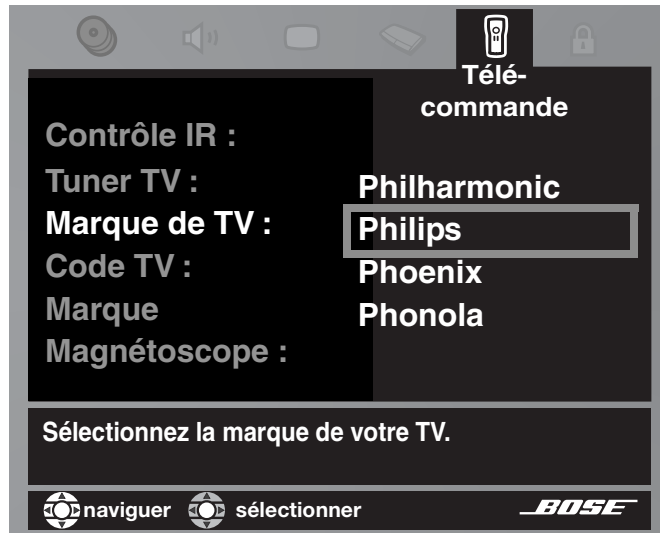 Télé-
commande
Contrôle IR :
Tuner TV :
Marque de TV :
Code TV :
Marque
Magnétoscope :
Philharmonic
Philips
Phoenix
Phonola
Sélectionnez la marque de votre TV.
naviguer sélectionner BOSE